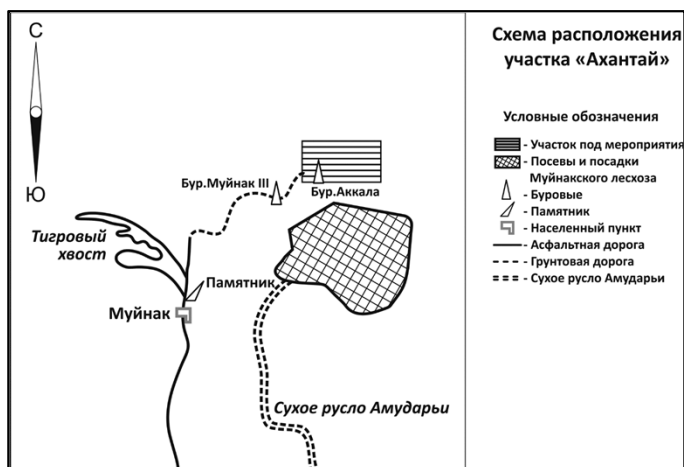 С
Ю
Бур.Муйнак III
Бур.Аккала
Тигровый
хвост
Памятник
Муйнак
Сухое русло Амударьи
Схема расположения
участка «Ахантай»
Условные обозначения
- Участок под мероприятия
- Посевы и посадки
Муйнакского лесхоза
- Буровые
- Памятник
- Населенный пункт
- Асфальтная дорога
- Грунтовая дорога
- Сухое русло Амударьи